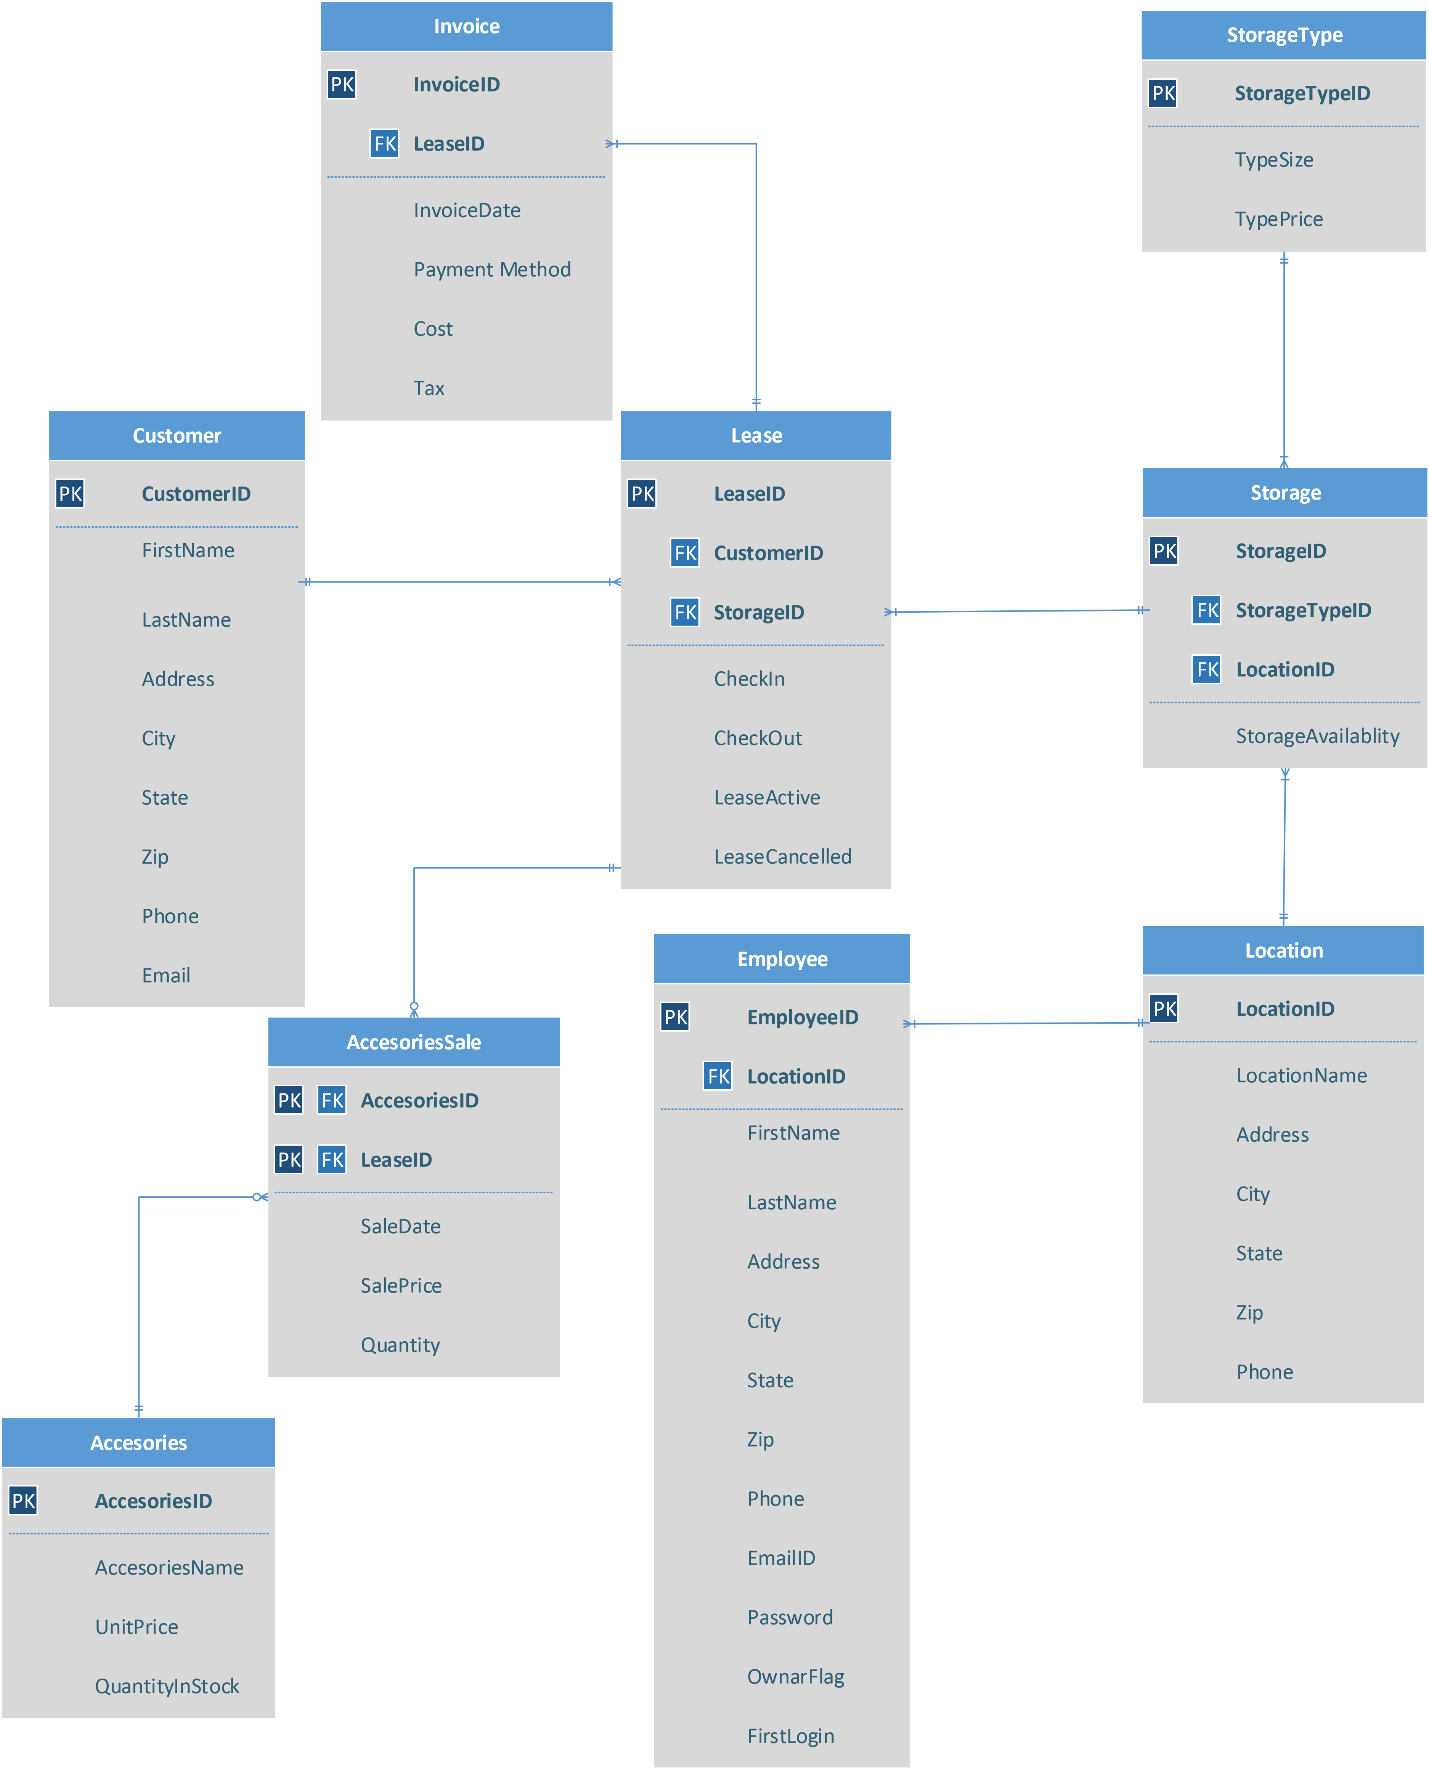 Invoice
PK InvoiceID
FK LeaseID
InvoiceDate
Payment Method
Cost
Tax
StorageType
PK StorageTypeID
TypeSize
TypePrice
Customer
PK CustomerID
FirstName
LastName
Address
City
State
Zip
Phone
Email
Lease
PK LeaseID
FK CustomerID
FK StorageID
CheckIn
CheckOut
LeaseActive
LeaseCancelled
Storage
PK StorageID
FK StorageTypeID
FK LocationID
StorageAvailablity
AccesoriesSale
PK FK AccesoriesID
PK FK LeaseID
SaleDate
SalePrice
Quantity
Employee
PK EmployeeID
FK LocationID
FirstName
LastName
Address
City
State
Zip
Phone
EmailID
Password
OwnarFlag
FirstLogin
Location
PK LocationID
LocationName
Address
City
State
Zip
Phone
Accesories
PK AccesoriesID
AccesoriesName
UnitPrice
QuantityInStock